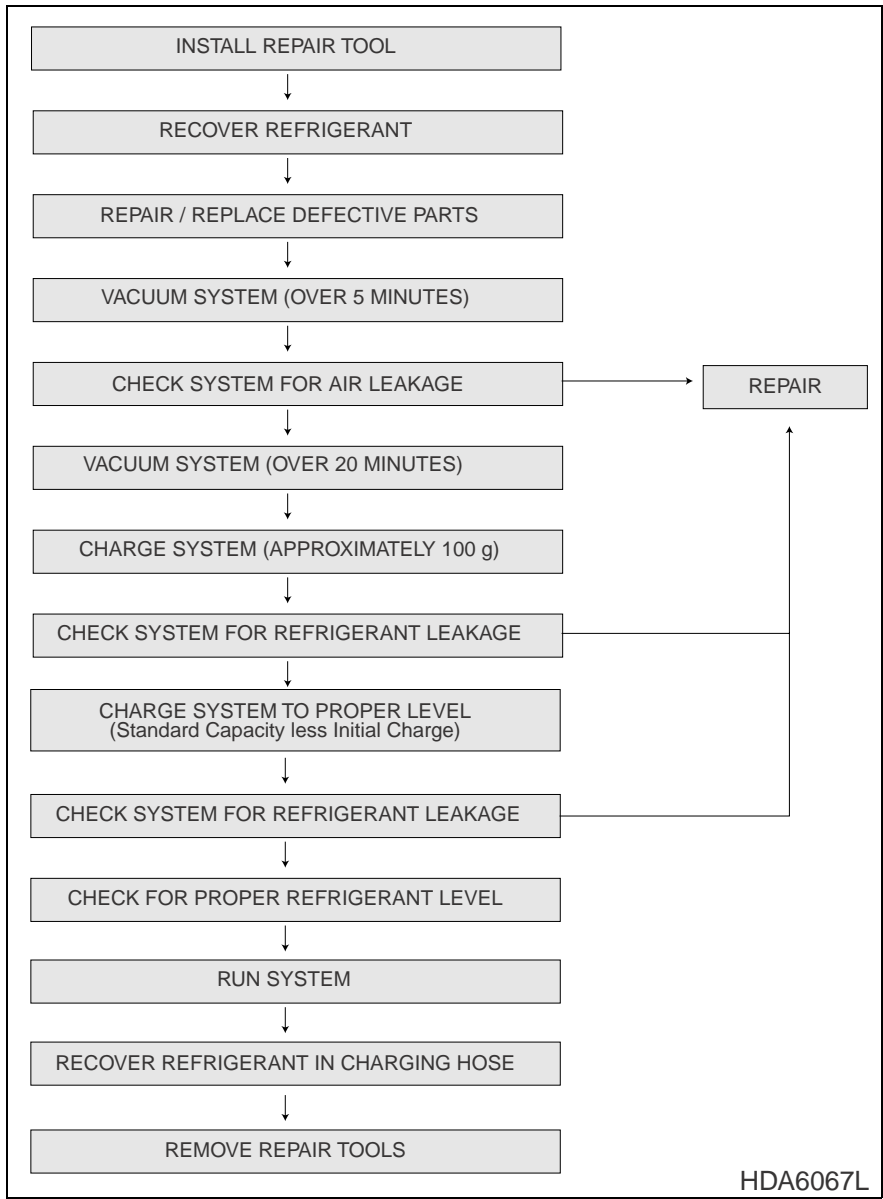 INSTALL REPAIR TOOL
RECOVER REFRIGERANT
REPAIR / REPLACE DEFECTIVE PARTS
VACUUM SYSTEM (OVER 5 MINUTES)
CHECK SYSTEM FOR AIR LEAKAGE
REPAIR
VACUUM SYSTEM (OVER 20 MINUTES)
CHARGE SYSTEM (APPROXIMATELY 100 g)
CHECK SYSTEM FOR REFRIGERANT LEAKAGE
CHARGE SYSTEM TO PROPER LEVEL
(Standard Capacity less Initial Charge)
CHECK SYSTEM FOR REFRIGERANT LEAKAGE
CHECK FOR PROPER REFRIGERANT LEVEL
RUN SYSTEM
RECOVER REFRIGERANT IN CHARGING HOSE
REMOVE REPAIR TOOLS
HDA6067L